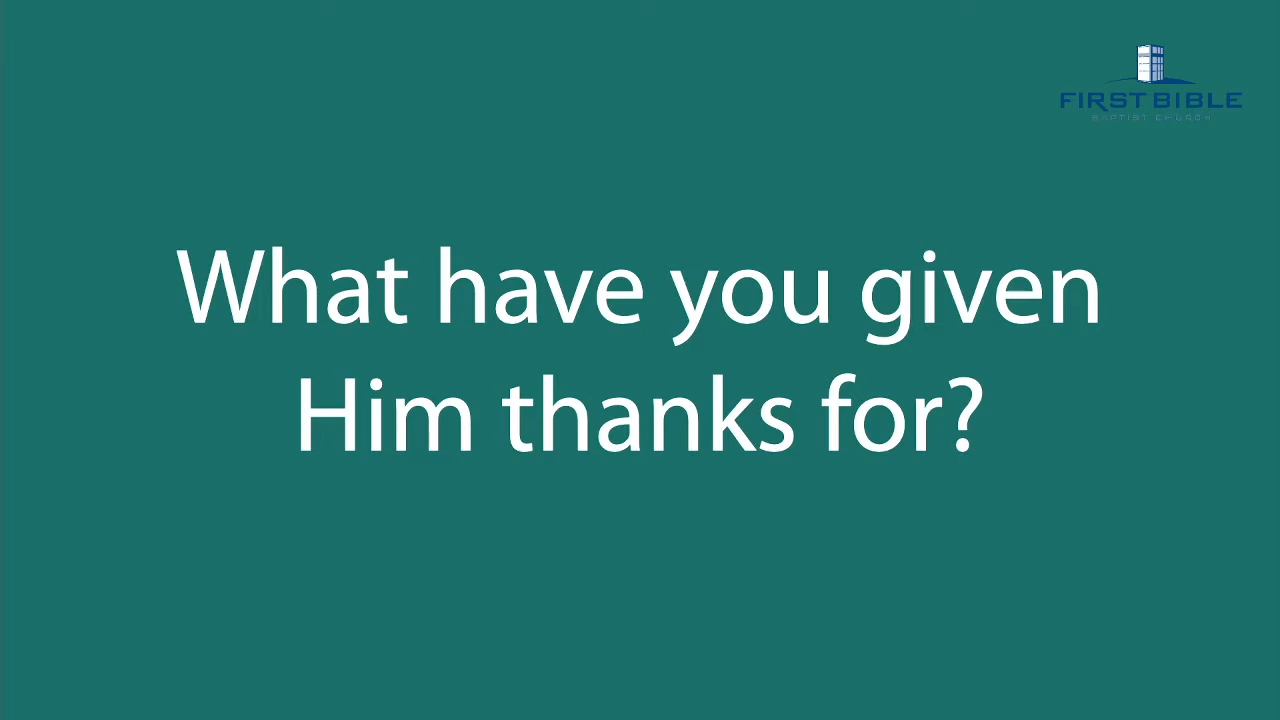 FIRST BIBLE
BAPTIST CHURCH
What have you given
Him thanks for?